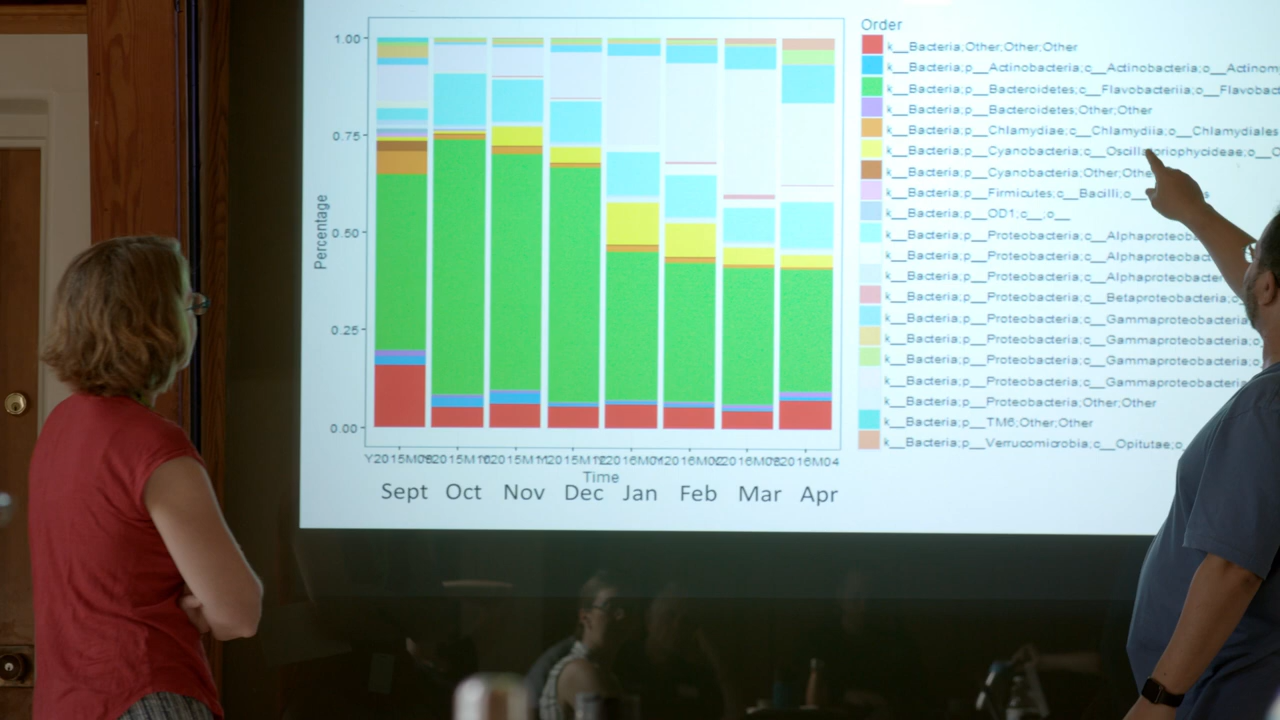 Order
1.00
0.75
0.50
0.25
0.00
Percentage
k__Bacteria;Other;Other;Other
k__Bacteria;p__Actinobacteria;c__Actinobacteria;o__Actinom
k__Bacteria;p__Bacteroidetes;c__Flavobacteriia;o__Flavobact
k__Bacteria;p__Bacteroidetes;Other;Other
k__Bacteria;p__Chlamydiae;c__Chlamydiia;o__Chlamydiales
k__Bacteria;p__Cyanobacteria;c__Oscillatoriophycideae;o__
k__Bacteria;p__Cyanobacteria;Other;Othe
k__Bacteria;p__Firmicutes;c__Bacilli;o__
k__Bacteria;p__OD1;c__;o__
k__Bacteria;p__Proteobacteria;c__Alphaproteoba
k__Bacteria;p__Proteobacteria;c__Alphaproteobac
k__Bacteria;p__Proteobacteria;c__Alphaproteobact
k__Bacteria;p__Proteobacteria;c__Betaproteobacteria;o
k__Bacteria;p__Proteobacteria;c__Gammaproteobacteria
k__Bacteria;p__Proteobacteria;c__Gammaproteobacteria;o
k__Bacteria;p__Proteobacteria;c__Gammaproteobacteria;o
k__Bacteria;p__Proteobacteria;c__Gammaproteobacteria;o
k__Bacteria;p__Proteobacteria;Other;Other
k__Bacteria;p__TM6;Other;Other
k__Bacteria;p__Verrucomicrobia;c__Opitutae;o
Time
Sept Oct Nov Dec Jan Feb Mar Apr